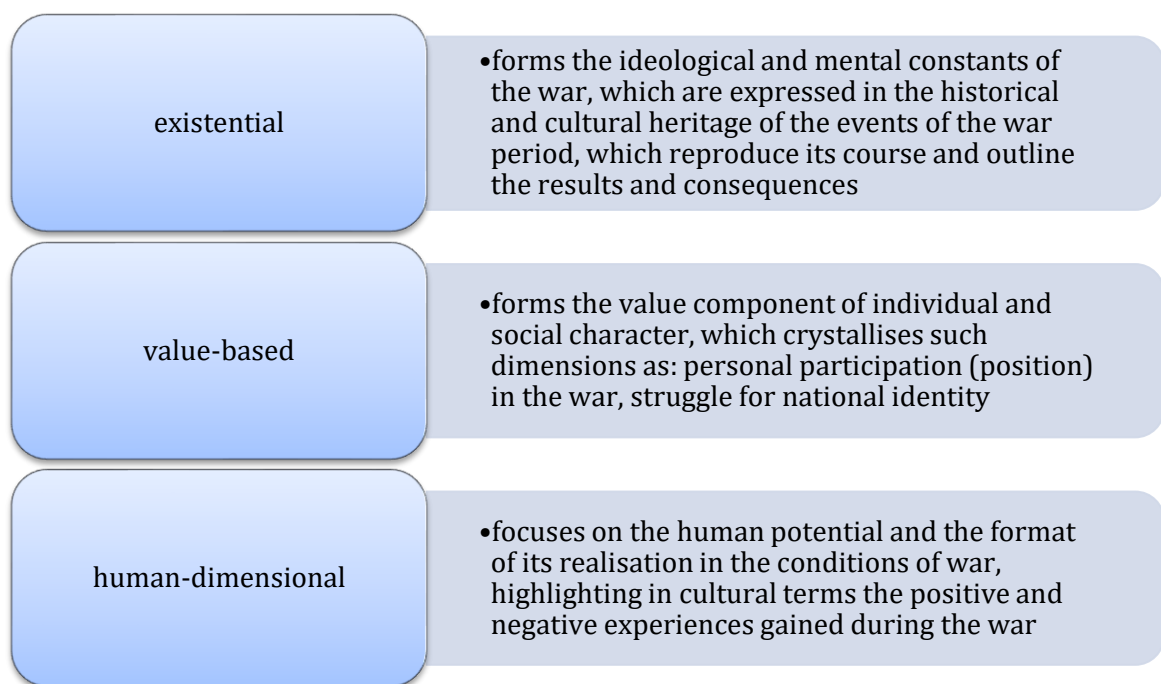 existential
•forms the ideological and mental constants of
the war, which are expressed in the historical
and cultural heritage of the events of the war
period, which reproduce its course and outline
the results and consequences
value-based
•forms the value component of individual and
social character, which crystallises such
dimensions as: personal participation (position)
in the war, struggle for national identity
human-dimensional
•focuses on the human potential and the format
of its realisation in the conditions of war,
highlighting in cultural terms the positive and
negative experiences gained during the war